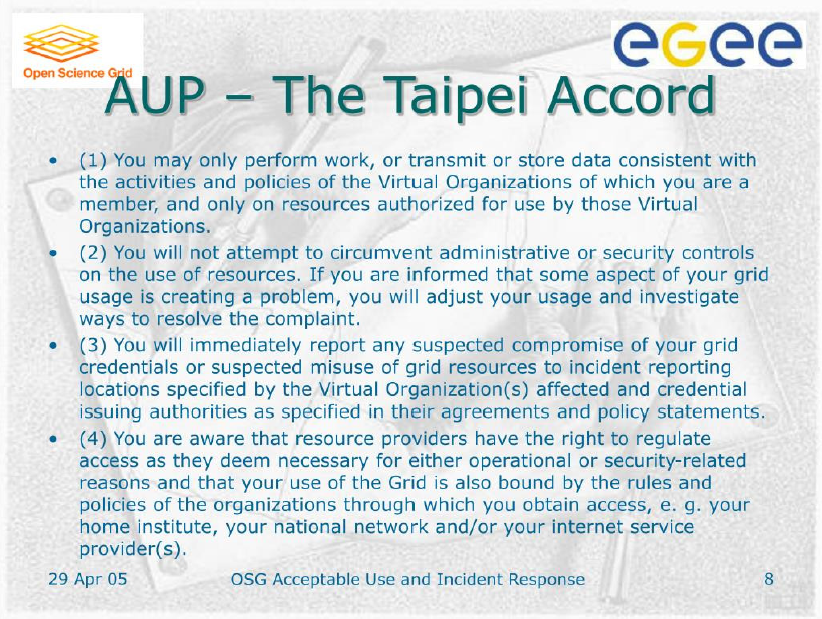 Open Science Grid
egee
AUP – The Taipei Accord
• (1) You may only perform work, or transmit or store data consistent with
the activities and policies of the Virtual Organizations of which you are a
member, and only on resources authorized for use by those Virtual
Organizations.
• (2) You will not attempt to circumvent administrative or security controls
on the use of resources. If you are informed that some aspect of your grid
usage is creating a problem, you will adjust your usage and investigate
ways to resolve the complaint.
• (3) You will immediately report any suspected compromise of your grid
credentials or suspected misuse of grid resources to incident reporting
locations specified by the Virtual Organization(s) affected and credential
issuing authorities as specified in their agreements and policy statements.
• (4) You are aware that resource providers have the right to regulate
access as they deem necessary for either operational or security-related
reasons and that your use of the Grid is also bound by the rules and
policies of the organizations through which you obtain access, e. g. your
home institute, your national network and/or your internet service
provider(s).
29 Apr 05 OSG Acceptable Use and Incident Response 8